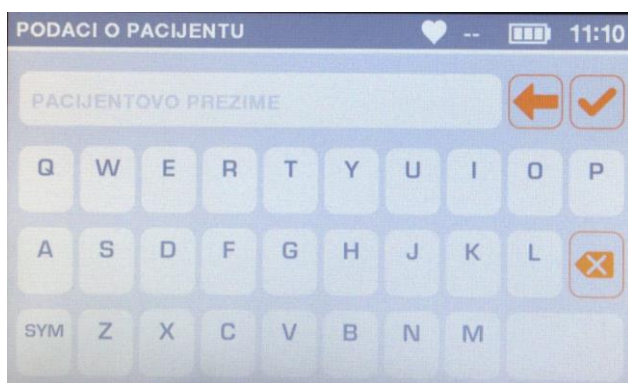 PODACI O PACIJENTU -- 11:10
PACIJENTOVO PREZIME
Q W E R T Y U I O P
A S D F G H J K L
SYM Z X C V B N M